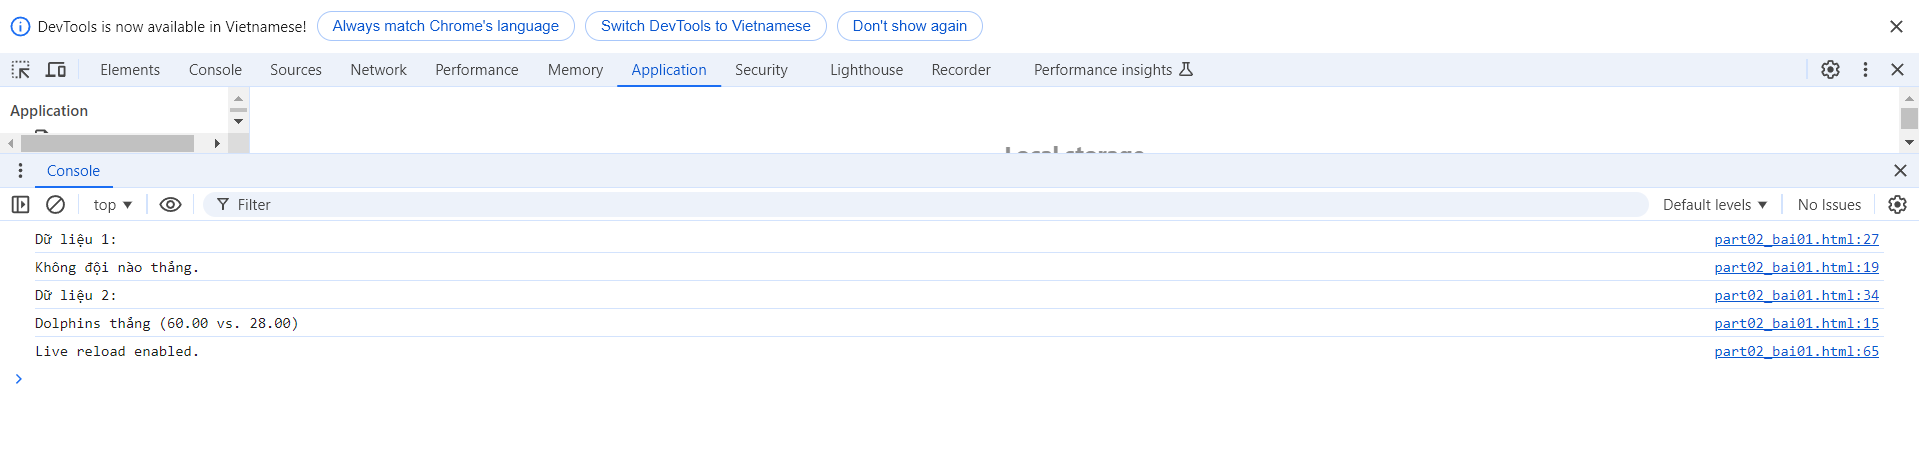 DevTools is now available in Vietnamese! Always match Chrome's language Switch DevTools to Vietnamese Don't show again
Elements Console Sources Network Performance Memory Application Security Lighthouse Recorder Performance insights
Application
Local storage
Console
top Filter Default levels No Issues
Dữ liệu 1: part02_bai01.html:27
Không đội nào thắng. part02_bai01.html:19
Dữ liệu 2: part02_bai01.html:34
Dolphins thắng (60.00 vs. 28.00) part02_bai01.html:15
Live reload enabled. part02_bai01.html:65